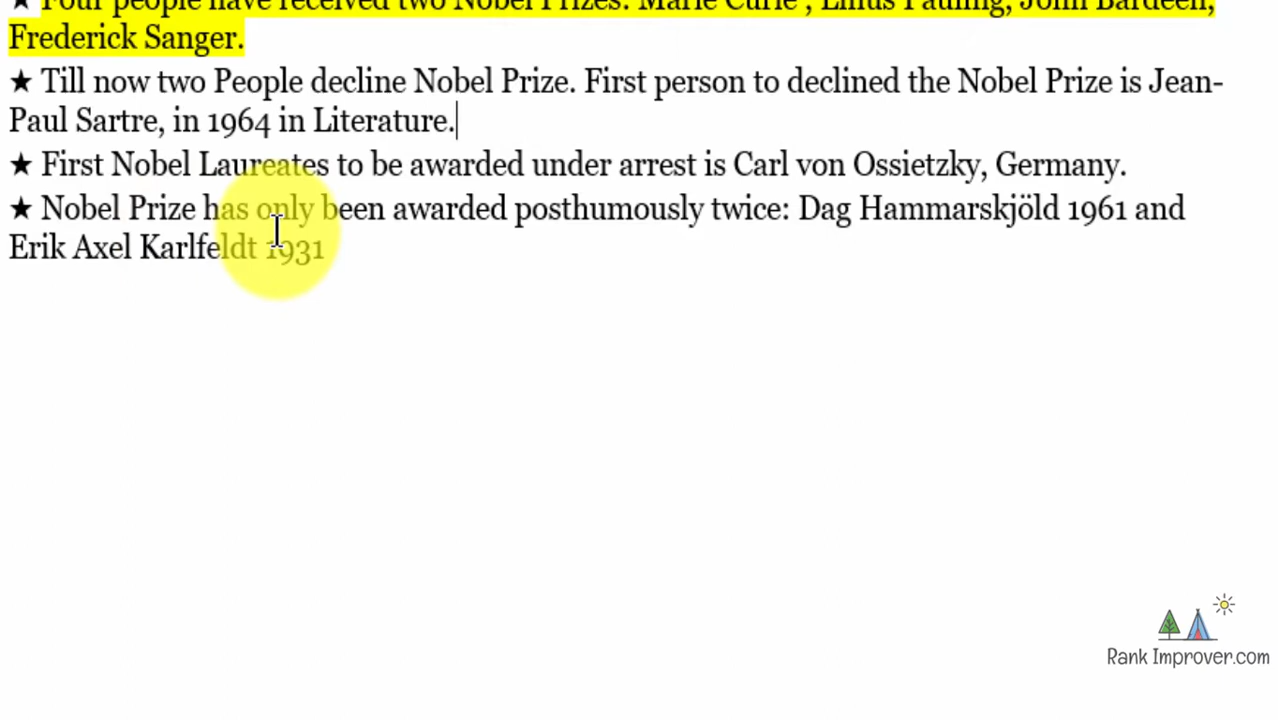 ★ Four people have received two Nobel Prizes: Marie Curie , Linus Pauling, John Bardeen,
Frederick Sanger.
★ Till now two People decline Nobel Prize. First person to declined the Nobel Prize is Jean-
Paul Sartre, in 1964 in Literature.
★ First Nobel Laureates to be awarded under arrest is Carl von Ossietzky, Germany.
★ Nobel Prize has only been awarded posthumously twice: Dag Hammarskjöld 1961 and
Erik Axel Karlfeldt 1931
Rank Improver.com